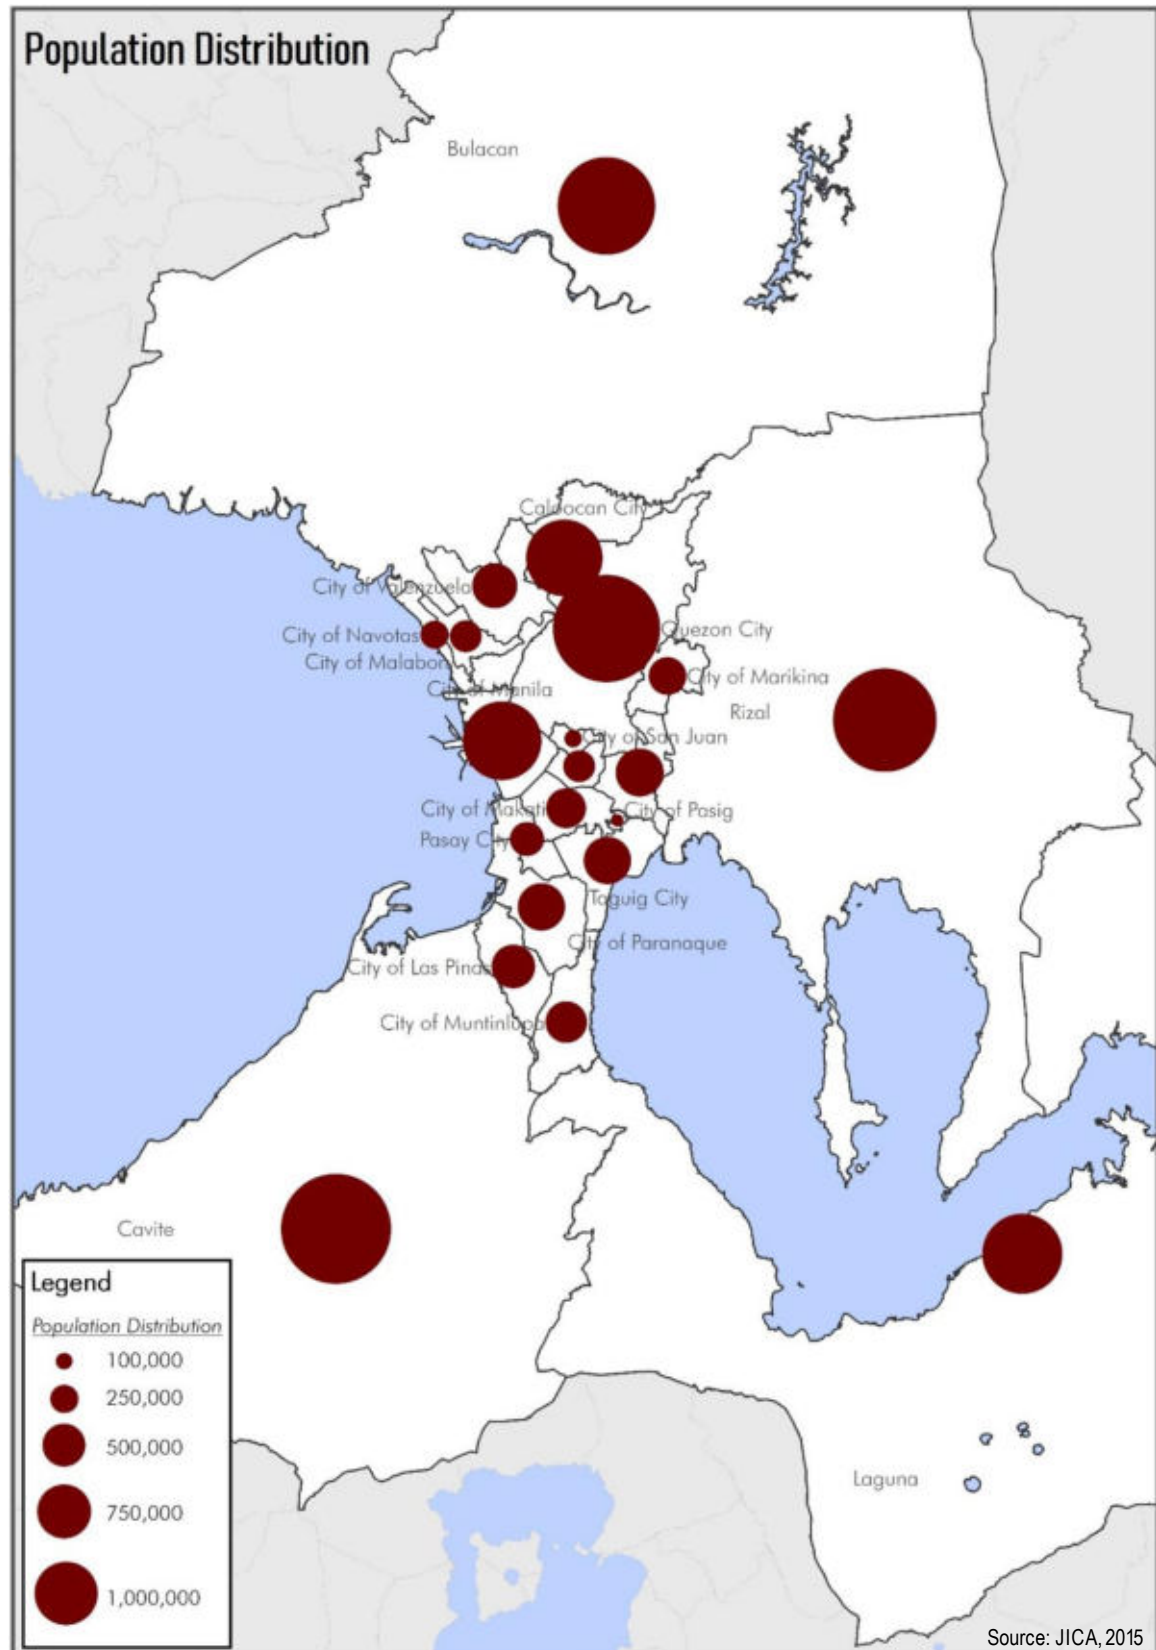 Population Distribution
Bulacan
Caloocan City
City of Valenzuela
City of Navotas
Quezon City
City of Malabon
City of Marikina
City of Manila
Rizal
City of San Juan
City of Makati
City of Pasig
Pasay City
Taguig City
City of Paranaque
City of Las Pinas
City of Muntinlupa
Cavite
Legend
Population Distribution
100,000
250,000
500,000
750,000
1,000,000
Laguna
Source: JICA, 2015